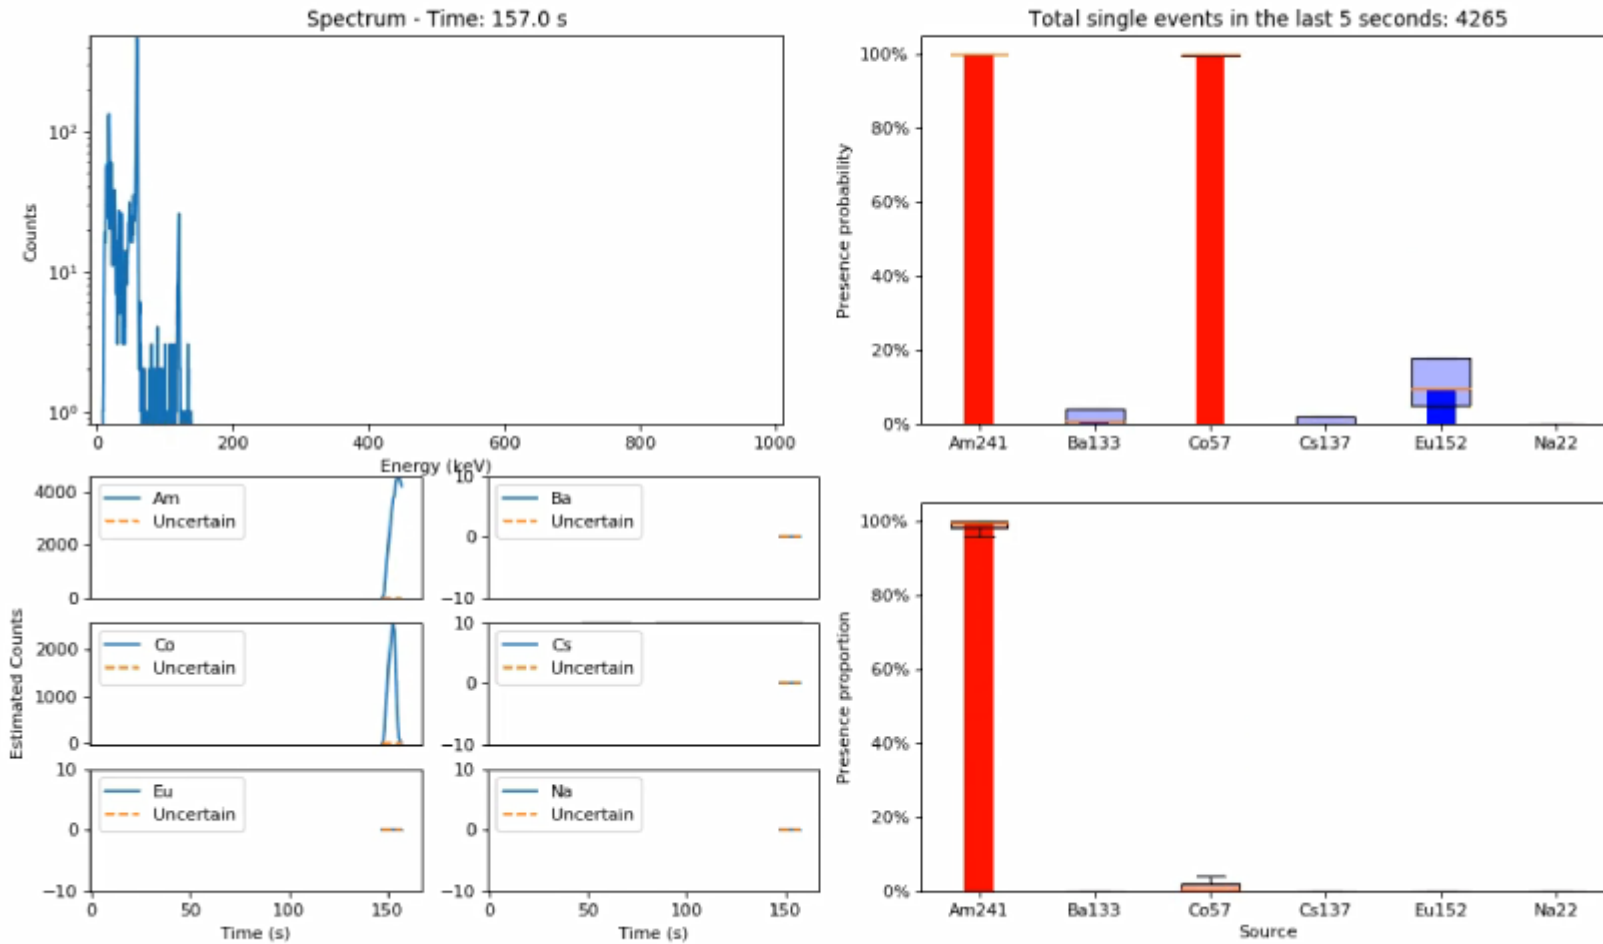 Spectrum - Time: 157.0 s
Counts
10²
10¹
10⁰
0 200 400 600 800 1000
Energy (keV)
Total single events in the last 5 seconds: 4265
Presence probability
100%
80%
60%
40%
20%
0%
Am241 Ba133 Co57 Cs137 Eu152 Na22
Estimated Counts
4000
2000
0
Am
Uncertain
10
0
−10
Ba
Uncertain
2000
1000
0
Co
Uncertain
10
0
−10
Cs
Uncertain
10
0
−10
Eu
Uncertain
0 50 100 150
Time (s)
10
0
−10
Na
Uncertain
0 50 100 150
Time (s)
Presence proportion
100%
80%
60%
40%
20%
0%
Am241 Ba133 Co57 Cs137 Eu152 Na22
Source